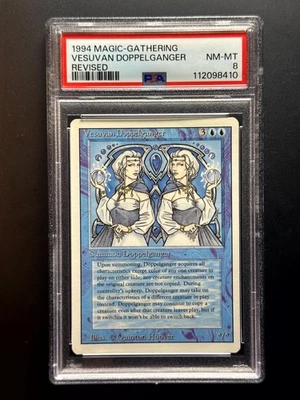 1994 MAGIC-GATHERING
VESUVAN DOPPELGANGER
REVISED
NM-MT
8
PSA
112098410
Vesuvan Doppelganger 3
Summon Doppelganger
Upon summoning, Doppelganger acquires all
characteristics except color of any one creature in
play on either side; any creature enchantments on
the original creature are not copied. During
controller's upkeep, Doppelganger may take on
the characteristics of a different creature in play
instead. Doppelganger may continue to copy a
creature even after that creature leaves play, but if
it switches it won't be able to switch back.
Illus. © Quinton Hoover
*/*